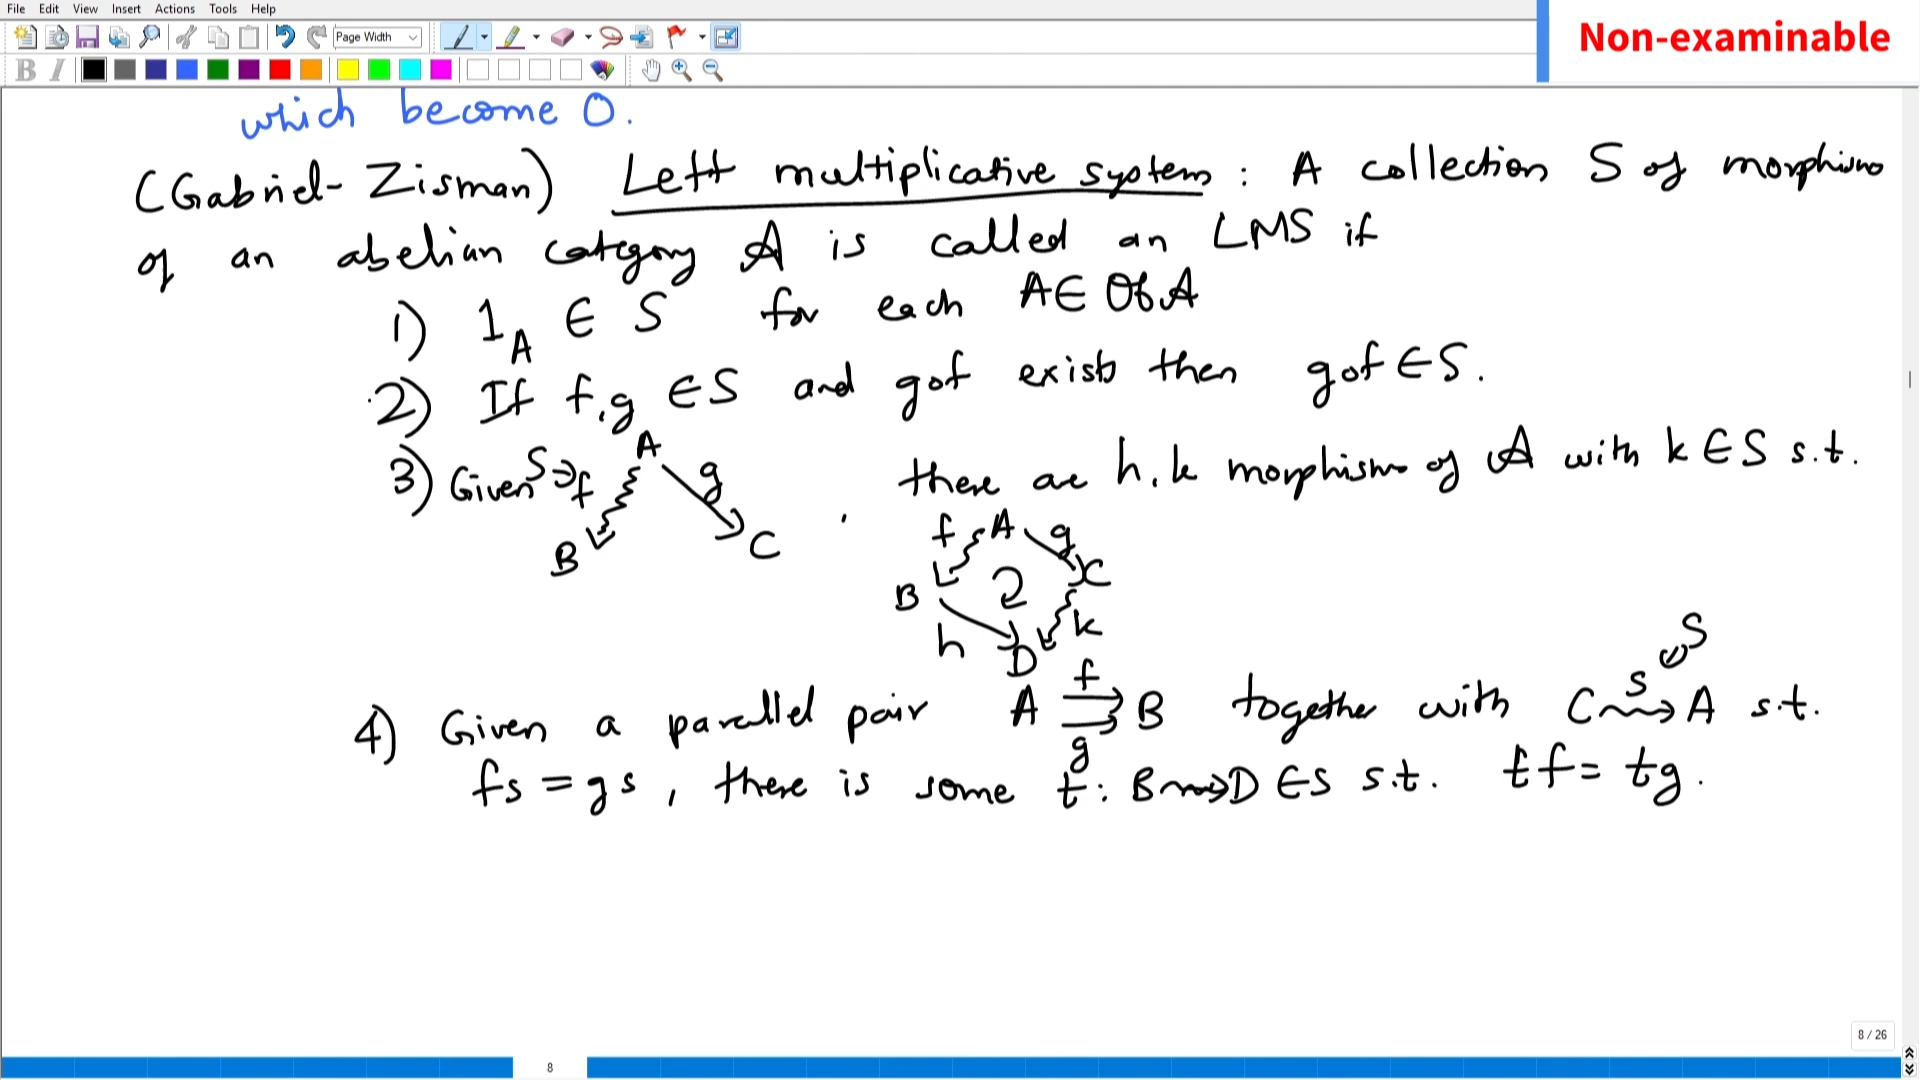 File Edit View Insert Actions Tools Help
Non-examinable
Page Width
B I
which become 0.
(Gabriel-Zisman) Left multiplicative system : A collection S of morphisms
of an abelian category A is called an LMS if
1) 1_A ∈ S for each A ∈ Ob A
2) If f, g ∈ S and gof exists then gof ∈ S.
3) Given S ∋ f A g B C , there are h, k morphisms of A with k ∈ S s.t.
f A g
B C
h k
D
4) Given a parallel pair A ⇉ B f g together with C ⇝ A s ∈ S s.t.
fs = gs, there is some t : B ⇝ D ∈ S s.t. tf = tg.
8 / 26
8